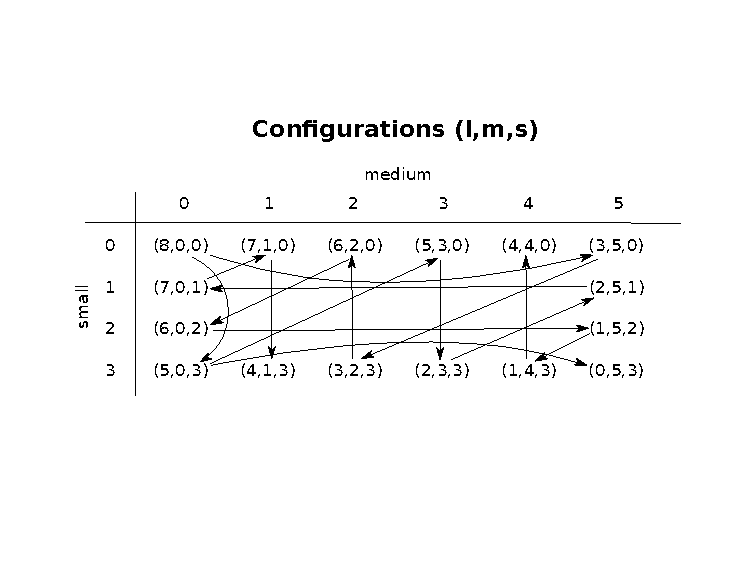 Configurations (l,m,s)
medium
0 1 2 3 4 5
0 (8,0,0) (7,1,0) (6,2,0) (5,3,0) (4,4,0) (3,5,0)
small
1 (7,0,1) (2,5,1)
2 (6,0,2) (1,5,2)
3 (5,0,3) (4,1,3) (3,2,3) (2,3,3) (1,4,3) (0,5,3)